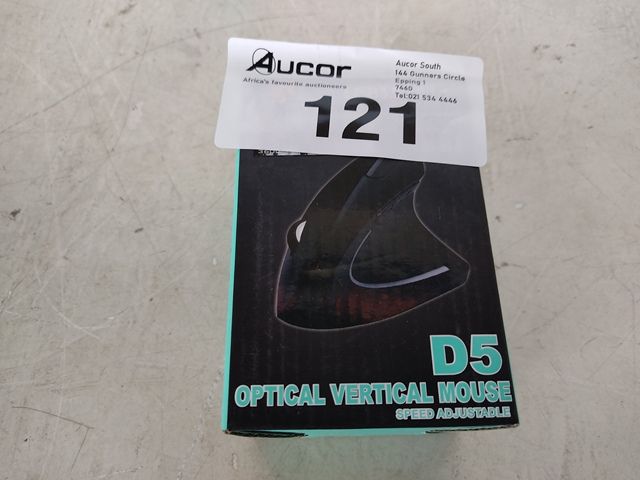 Aucor
Africa's favourite auctioneers
Aucor South
144 Gunners Circle
Epping 1
7460
Tel:021 534 4446
121
D5
OPTICAL VERTICAL MOUSE
SPEED ADJUSTABLE